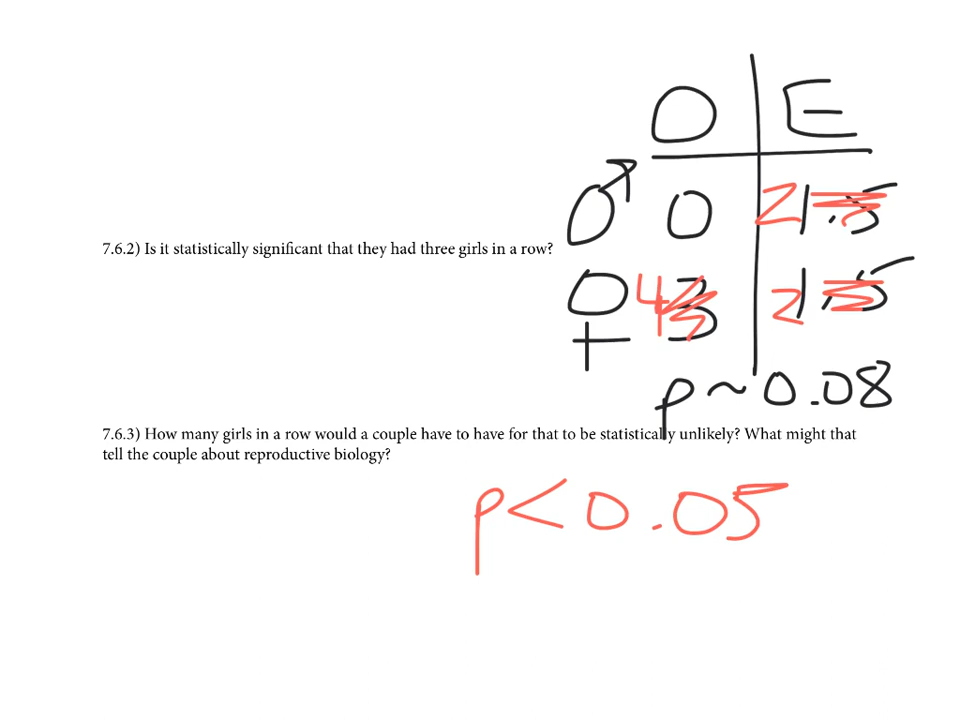 O E
♂ 0 2 1.5
7.6.2) Is it statistically significant that they had three girls in a row?
♀ 4 3 2 1.5
p ~ 0.08
7.6.3) How many girls in a row would a couple have to have for that to be statistically unlikely? What might that
tell the couple about reproductive biology?
p<0.05